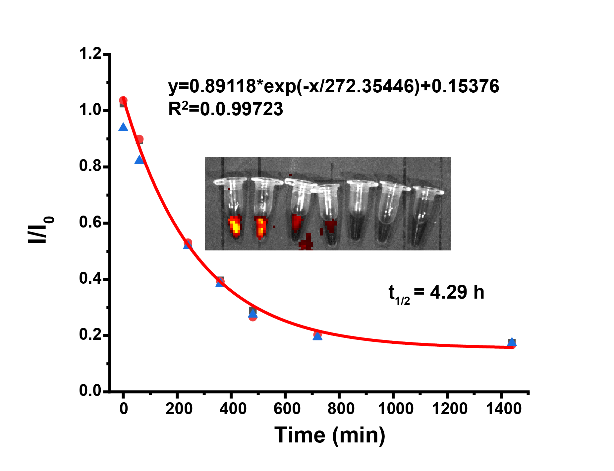 1.2
y=0.89118*exp(-x/272.35446)+0.15376
R²=0.0.99723
1.0
0.8
I/I₀
0.6
0.4
t₁/₂ = 4.29 h
0.2
0.0
0 200 400 600 800 1000 1200 1400
Time (min)